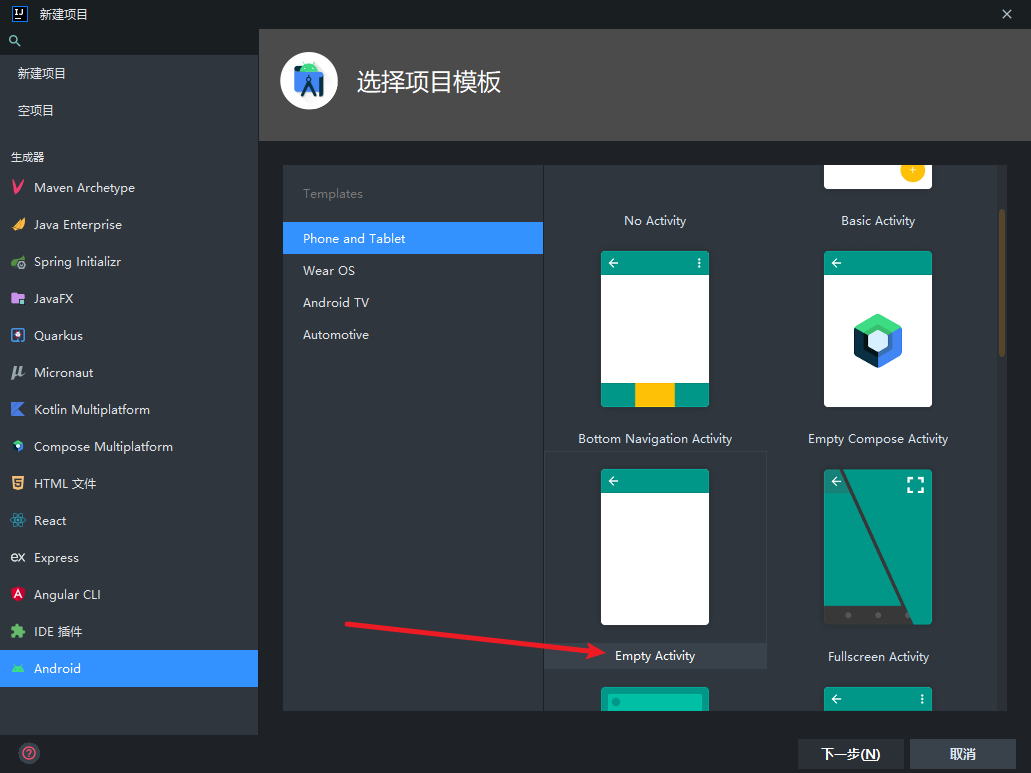 新建项目
新建项目
空项目
生成器
Maven Archetype
Java Enterprise
Spring Initializr
JavaFX
Quarkus
Micronaut
Kotlin Multiplatform
Compose Multiplatform
HTML 文件
React
Express
Angular CLI
IDE 插件
Android
选择项目模板
Templates
Phone and Tablet
Wear OS
Android TV
Automotive
No Activity
Basic Activity
Bottom Navigation Activity
Empty Compose Activity
Empty Activity
Fullscreen Activity
下一步(N)
取消